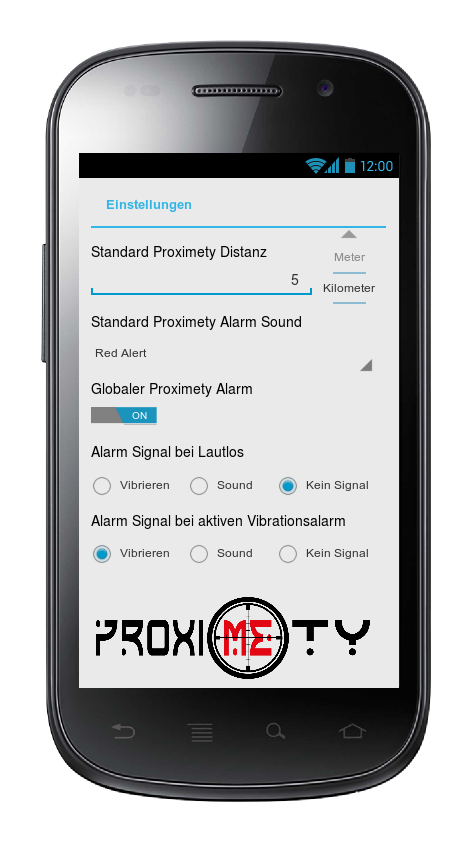 12:00
Einstellungen
Standard Proximety Distanz
Meter
5
Kilometer
Standard Proximety Alarm Sound
Red Alert
Globaler Proximety Alarm
ON
Alarm Signal bei Lautlos
Vibrieren Sound Kein Signal
Alarm Signal bei aktiven Vibrationsalarm
Vibrieren Sound Kein Signal
PROXIMETY